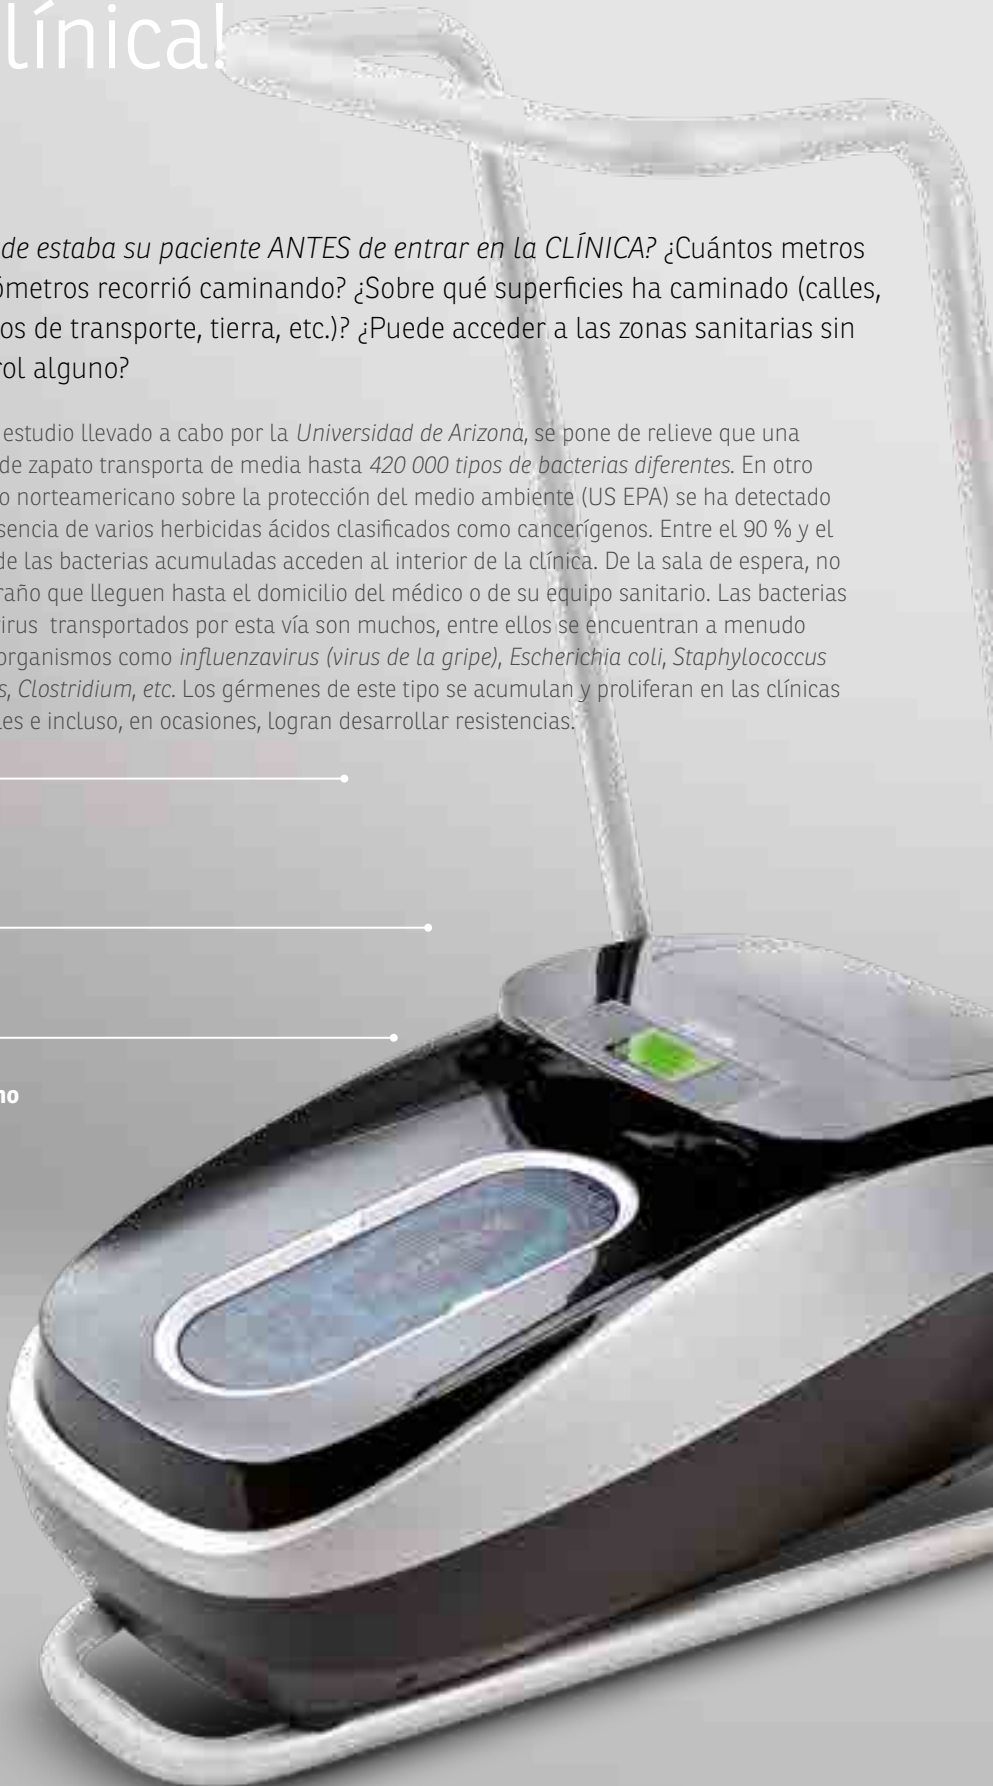 línica!
de estaba su paciente ANTES de entrar en la CLÍNICA? ¿Cuántos metros
ómetros recorrió caminando? ¿Sobre qué superficies ha caminado (calles,
os de transporte, tierra, etc.)? ¿Puede acceder a las zonas sanitarias sin
rol alguno?
estudio llevado a cabo por la Universidad de Arizona, se pone de relieve que una
de zapato transporta de media hasta 420 000 tipos de bacterias diferentes. En otro
o norteamericano sobre la protección del medio ambiente (US EPA) se ha detectado
sencia de varios herbicidas ácidos clasificados como cancerígenos. Entre el 90 % y el
de las bacterias acumuladas acceden al interior de la clínica. De la sala de espera, no
raño que lleguen hasta el domicilio del médico o de su equipo sanitario. Las bacterias
virus transportados por esta vía son muchos, entre ellos se encuentran a menudo
organismos como influenzavirus (virus de la gripe), Escherichia coli, Staphylococcus
s, Clostridium, etc. Los gérmenes de este tipo se acumulan y proliferan en las clínicas
les e incluso, en ocasiones, logran desarrollar resistencias.
no